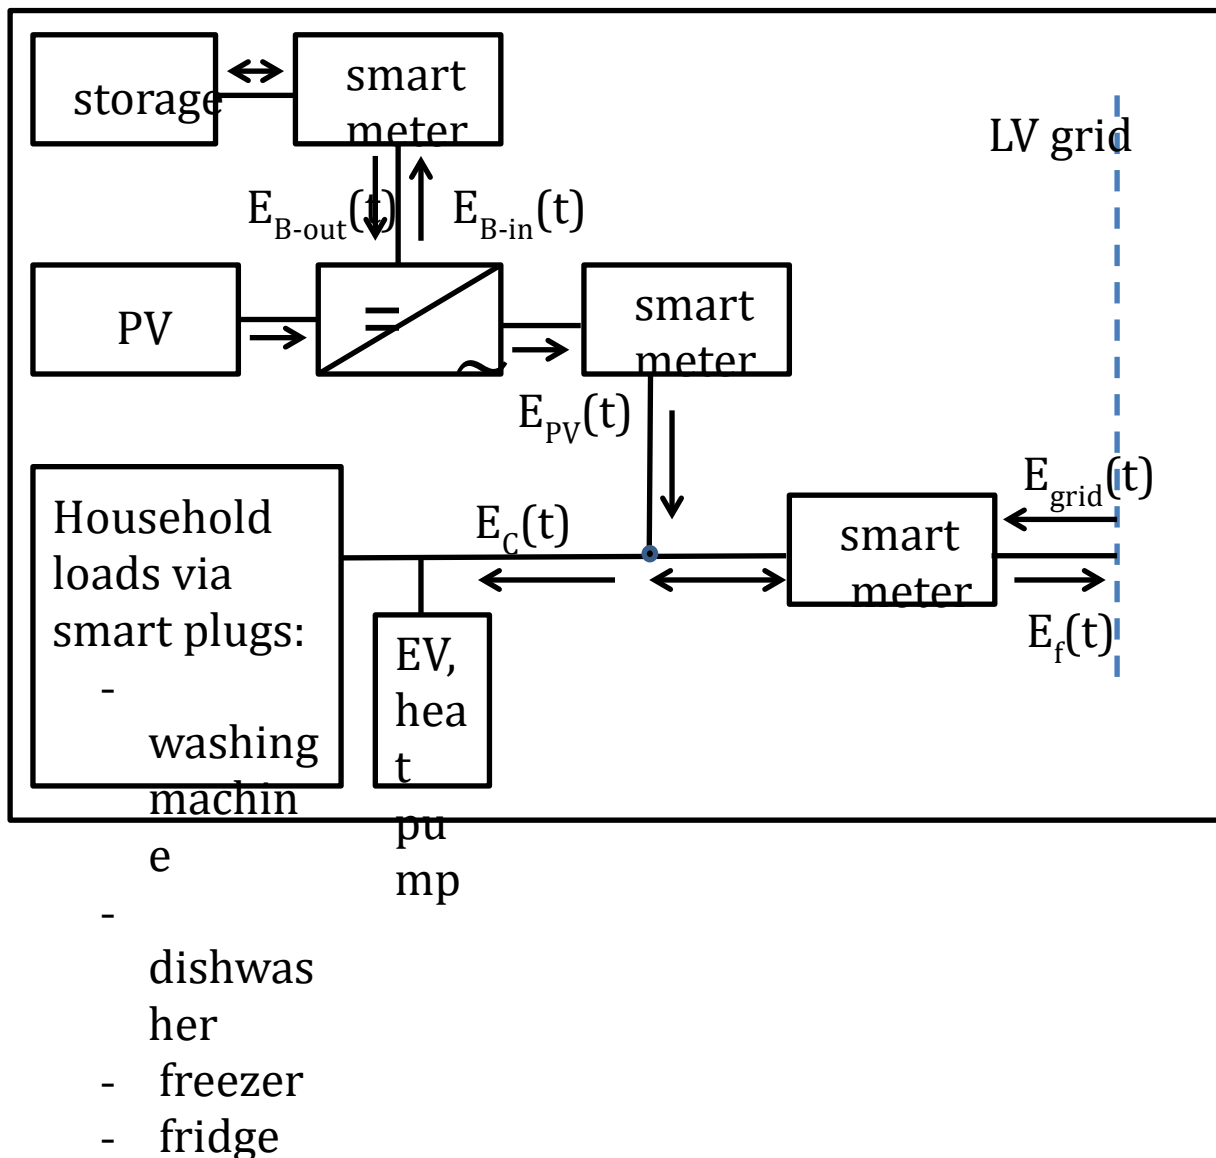 storage
smart
meter
LV grid
E_B-out(t)
E_B-in(t)
PV
=
~
smart
meter
E_PV(t)
Household
loads via
smart plugs:
-
washing
machin
e
-
dishwas
her
- freezer
- fridge
E_C(t)
EV,
hea
t
pu
mp
smart
meter
E_grid(t)
E_f(t)